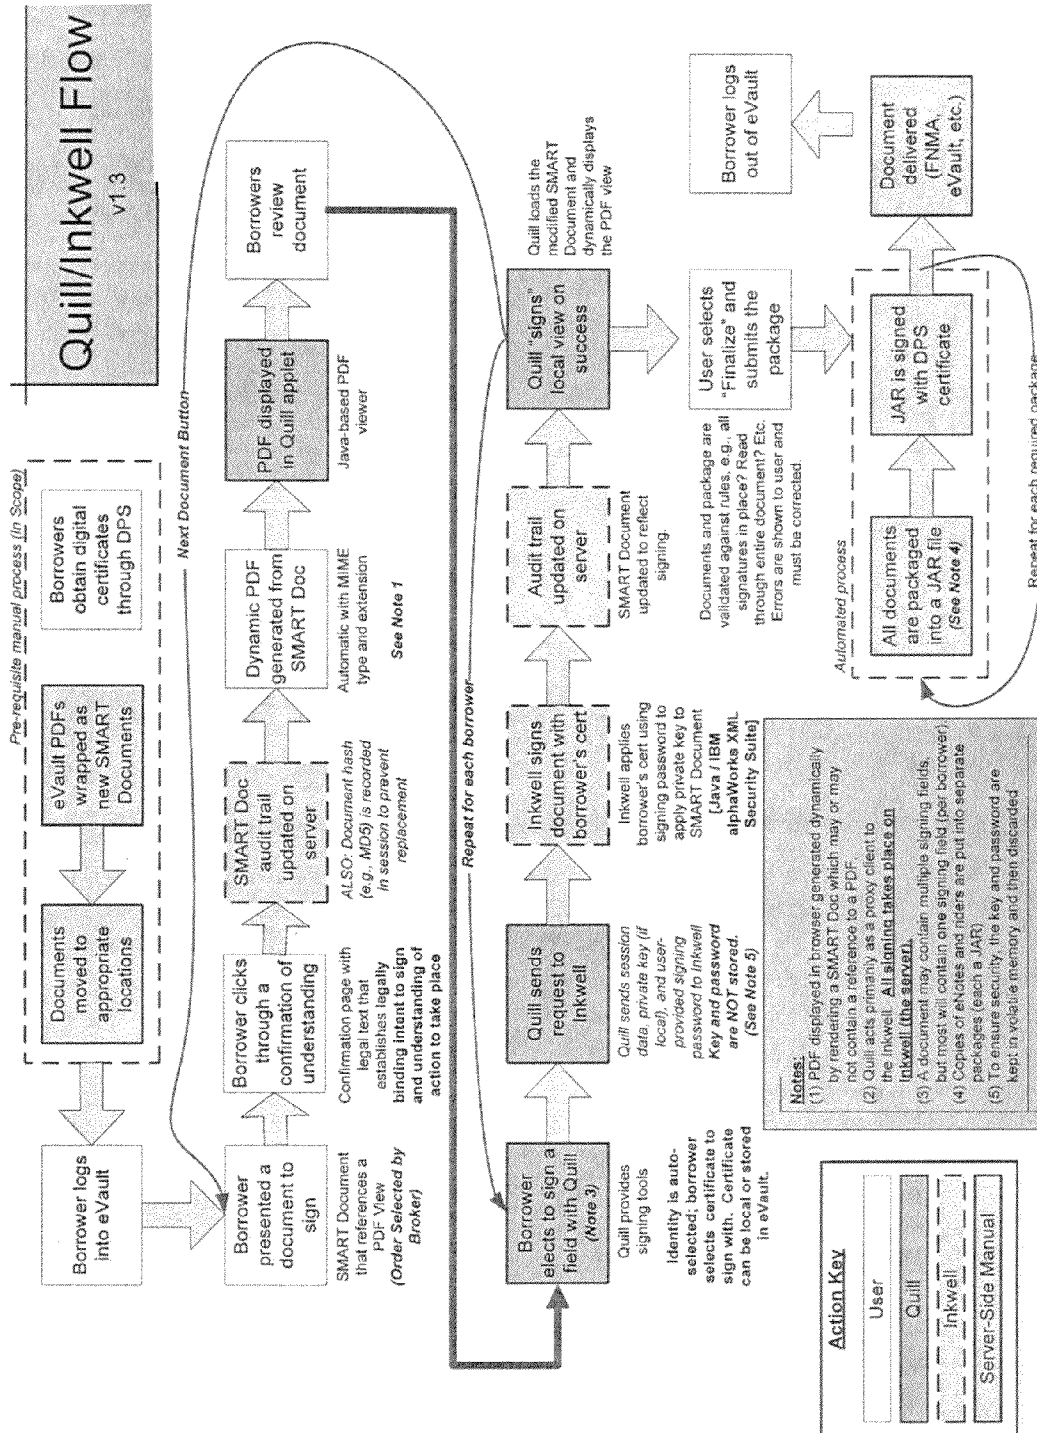 Quill/Inkwell Flow
v1.3
Pre-requisite manual process (In Scope)
Borrower logs
into eVault
Documents
moved to
appropriate
locations
eVault PDFs
wrapped as
new SMART
Documents
Borrowers
obtain digital
certificates
through DPS
Next Document Button
Borrower
presented a
document to
sign
SMART Document
that references a
PDF View
(Order Selected by
Broker)
Borrower clicks
through a
confirmation of
understanding
Confirmation page with
legal text that
establishes legally
binding intent to sign
and understanding of
action to take place
SMART Doc
audit trail
updated on
server
ALSO: Document hash
(e.g., MD5) is recorded
in session to prevent
replacement
Dynamic PDF
generated from
SMART Doc
Automatic with MIME
type and extension
See Note 1
PDF displayed
in Quill applet
Java-based PDF
viewer
Borrowers
review
document
Repeat for each borrower
Borrower
elects to sign a
field with Quill
(Note 3)
Quill provides
signing tools
Identity is auto-
selected; borrower
selects certificate to
sign with. Certificate
can be local or stored
in eVault.
Quill sends
request to
Inkwell
Quill sends session
data, private key (if
local), and user-
provided signing
password to Inkwell
Key and password
are NOT stored.
(See Note 5)
Inkwell signs
document with
borrower's cert
Inkwell applies
borrower's cert using
signing password to
apply private key to
SMART Document
[Java / IBM
alphaWorks XML
Security Suite]
Audit trail
updated on
server
SMART Document
updated to reflect
signing.
Quill "signs"
local view on
success
Quill loads the
modified SMART
Document and
dynamically displays
the PDF view
User selects
"Finalize" and
submits the
package
Documents and package are
validated against rules. e.g., all
signatures in place? Read
through entire document? Etc.
Errors are shown to user and
must be corrected.
Borrower logs
out of eVault
Automated process
All documents
are packaged
into a JAR file
(See Note 4)
JAR is signed
with DPS
certificate
Document
delivered
(FNMA,
eVault, etc.)
Repeat for each required package
Action Key
User
Quill
Inkwell
Server-Side Manual
Notes:
(1) PDF displayed in browser generated dynamically
by rendering a SMART Doc which may or may
not contain a reference to a PDF
(2) Quill acts primarily as a proxy client to
the Inkwell. All signing takes place on
Inkwell (the server).
(3) A document may contain multiple signing fields,
but most will contain one signing field (per borrower)
(4) Copies of eNotes and riders are put into separate
packages (each a JAR)
(5) To ensure security, the key and password are
kept in volatile memory and then discarded